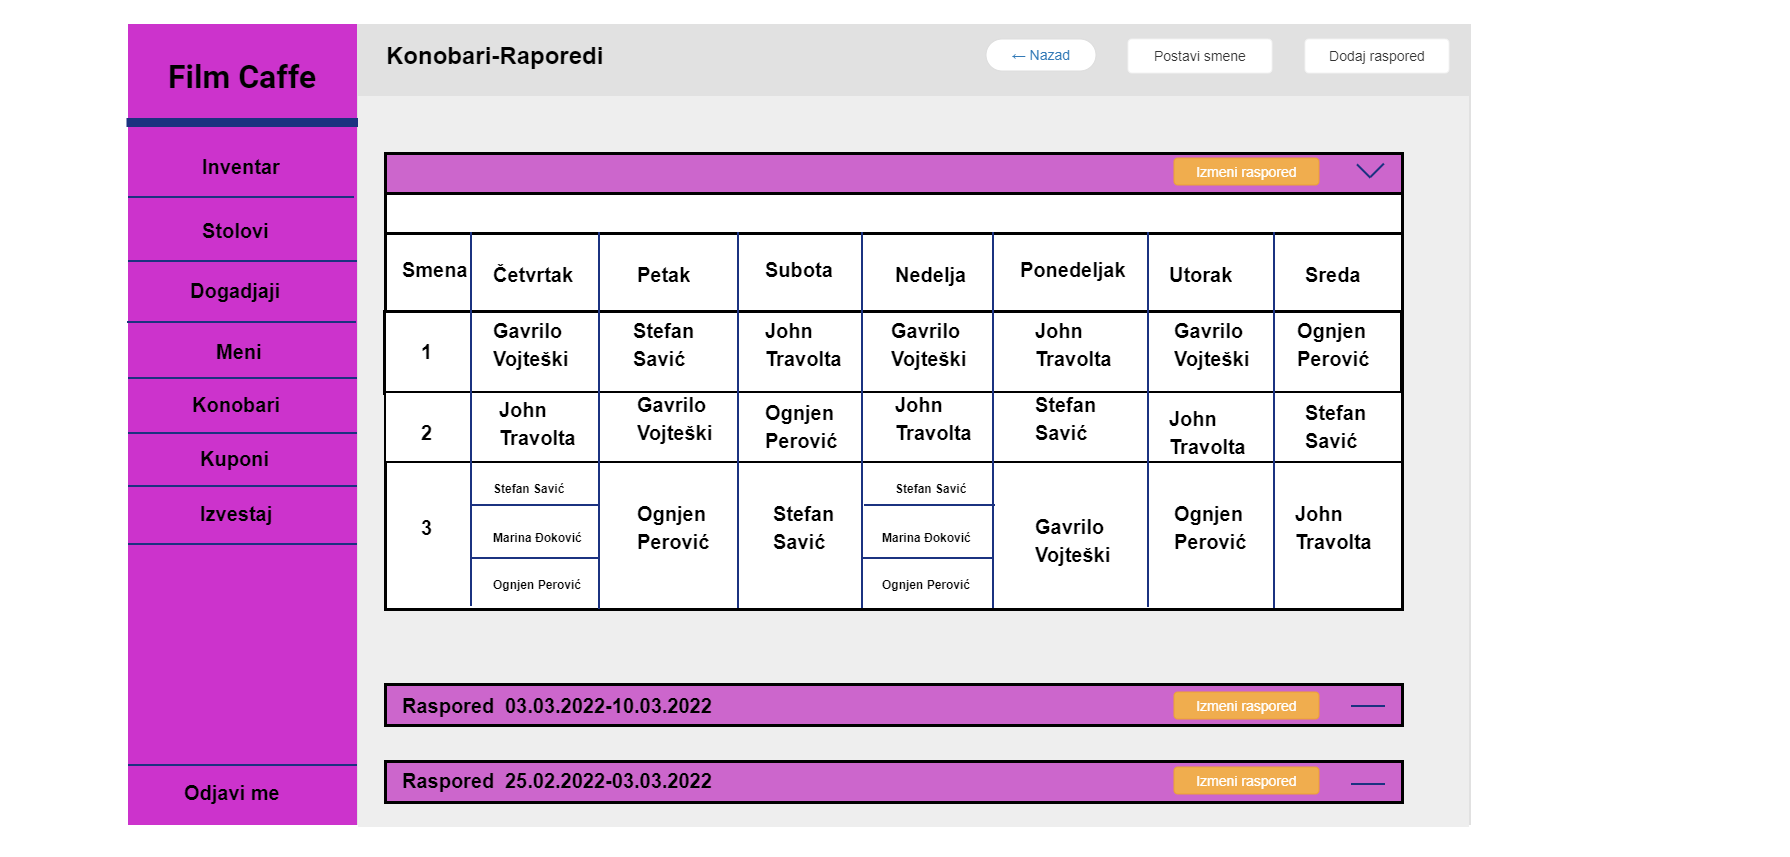 Film Caffe
Inventar
Stolovi
Dogadjaji
Meni
Konobari
Kuponi
Izvestaj
Odjavi me
Konobari-Raporedi
← Nazad
Postavi smene
Dodaj raspored
Izmeni raspored
Smena Četvrtak Petak Subota Nedelja Ponedeljak Utorak Sreda
Gavrilo Stefan John Gavrilo John Gavrilo Ognjen
1
Vojteški Savić Travolta Vojteški Travolta Vojteški Perović
John Gavrilo Ognjen John Stefan John Stefan
2
Travolta Vojteški Perović Travolta Savić Travolta Savić
Stefan Savić Stefan Savić
Ognjen Stefan Gavrilo Ognjen John
3
Marina Đoković Marina Đoković
Perović Savić Vojteški Perović Travolta
Ognjen Perović Ognjen Perović
Raspored 03.03.2022-10.03.2022
Izmeni raspored
Raspored 25.02.2022-03.03.2022
Izmeni raspored